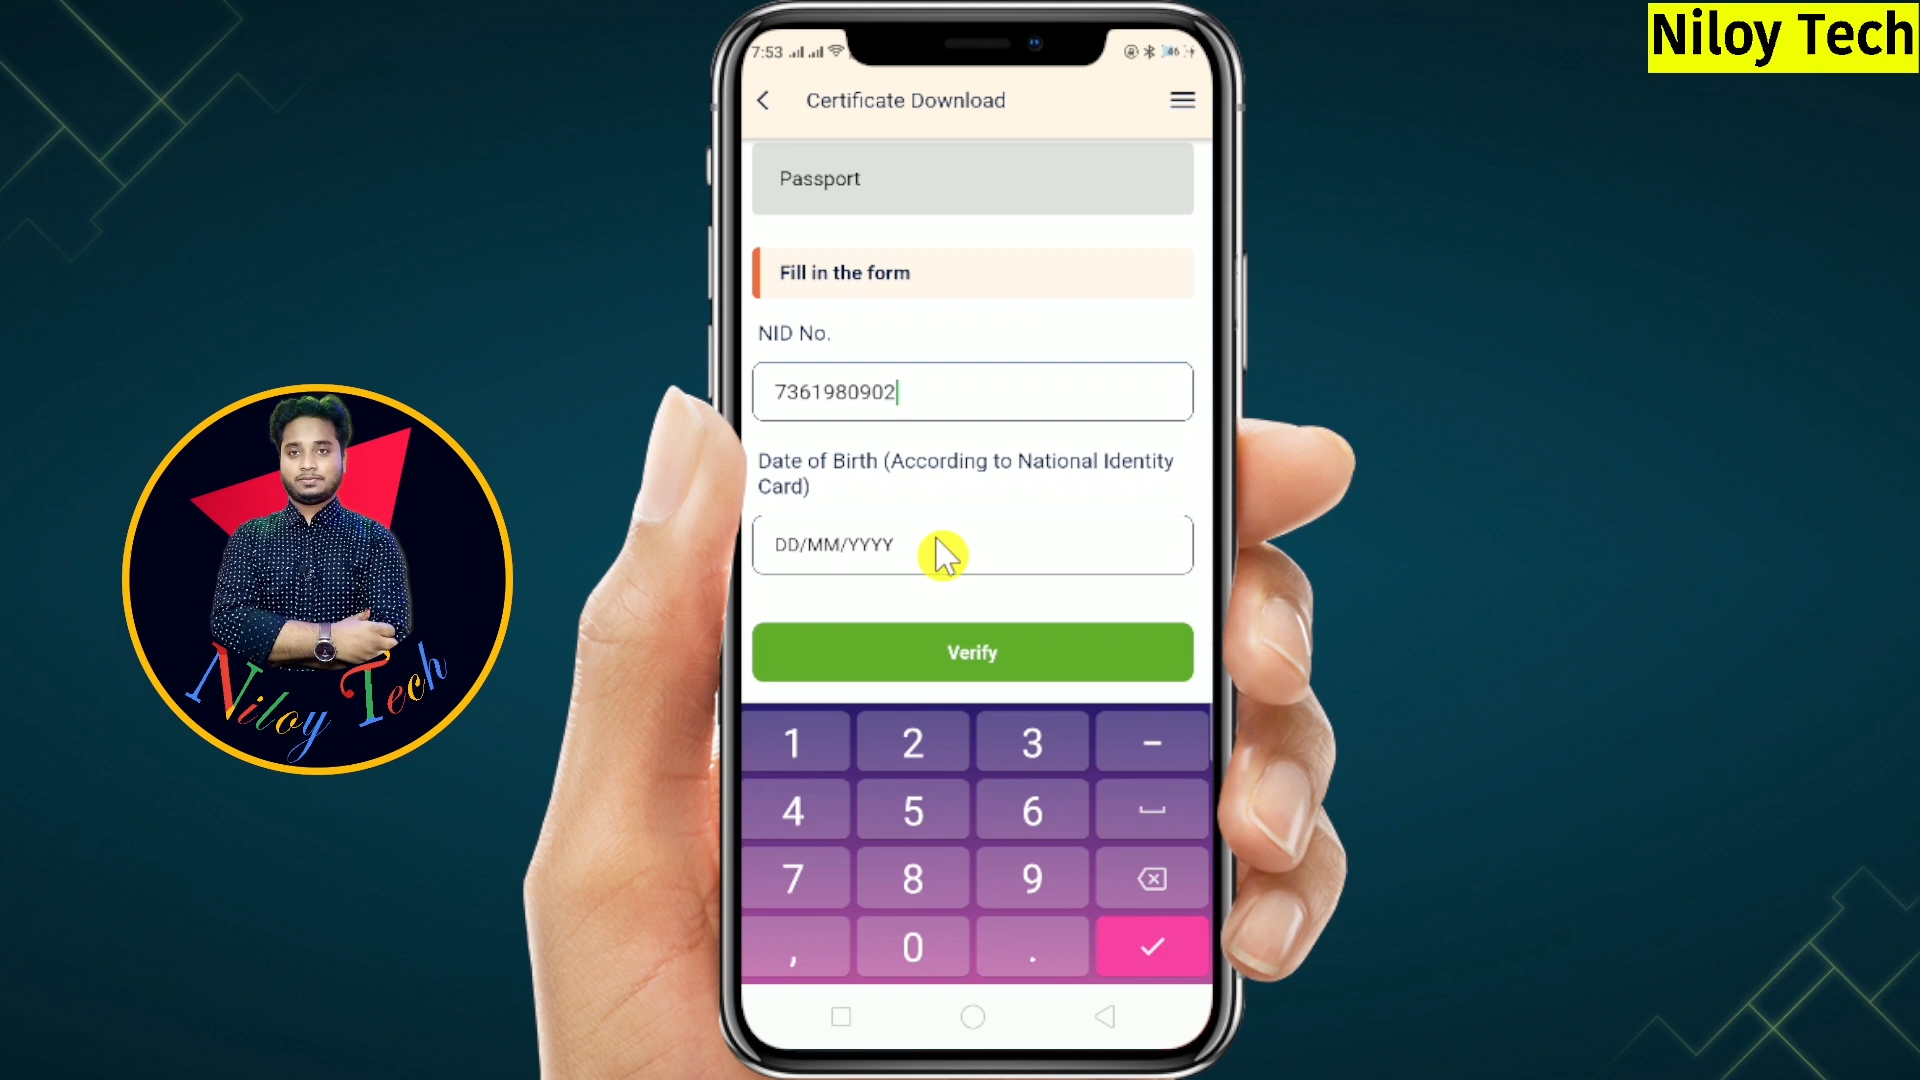 Niloy Tech
7:53
46
Certificate Download
Passport
Fill in the form
NID No.
7361980902
Date of Birth (According to National Identity
Card)
DD/MM/YYYY
Verify
1 2 3 -
4 5 6
7 8 9
, 0 .
Niloy Tech